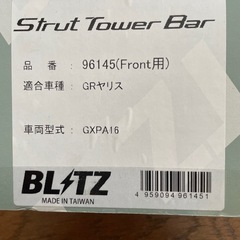 Strut Tower Bar
品　番 : 96145(Front用)
適合車種 : GRヤリス
車両型式 : GXPA16
BLITZ
MADE IN TAIWAN
4 959094 961451